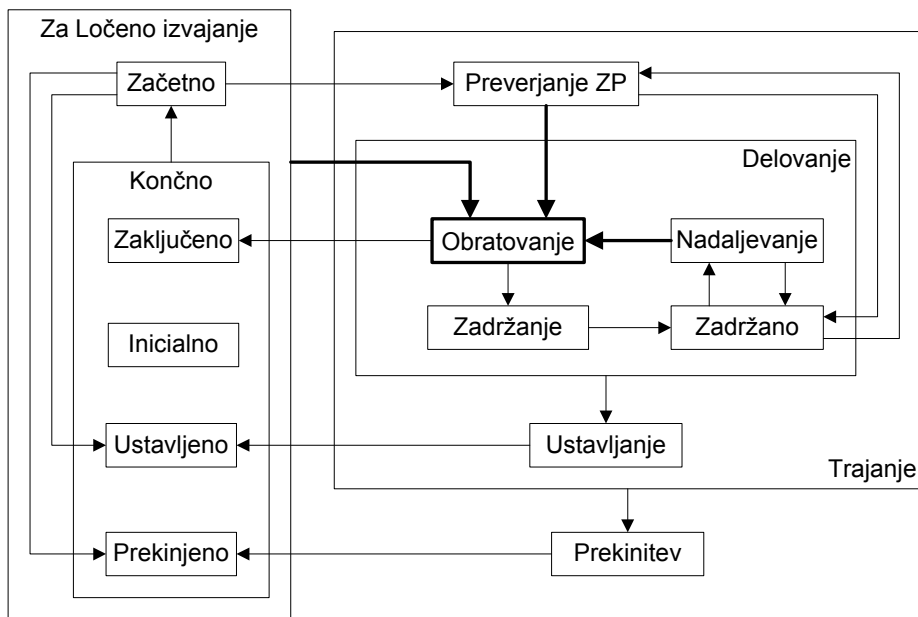 Za Ločeno izvajanje
Začetno
Preverjanje ZP
Končno
Delovanje
Zaključeno
Obratovanje
Nadaljevanje
Inicialno
Zadržanje
Zadržano
Ustavljeno
Ustavljanje
Trajanje
Prekinjeno
Prekinitev